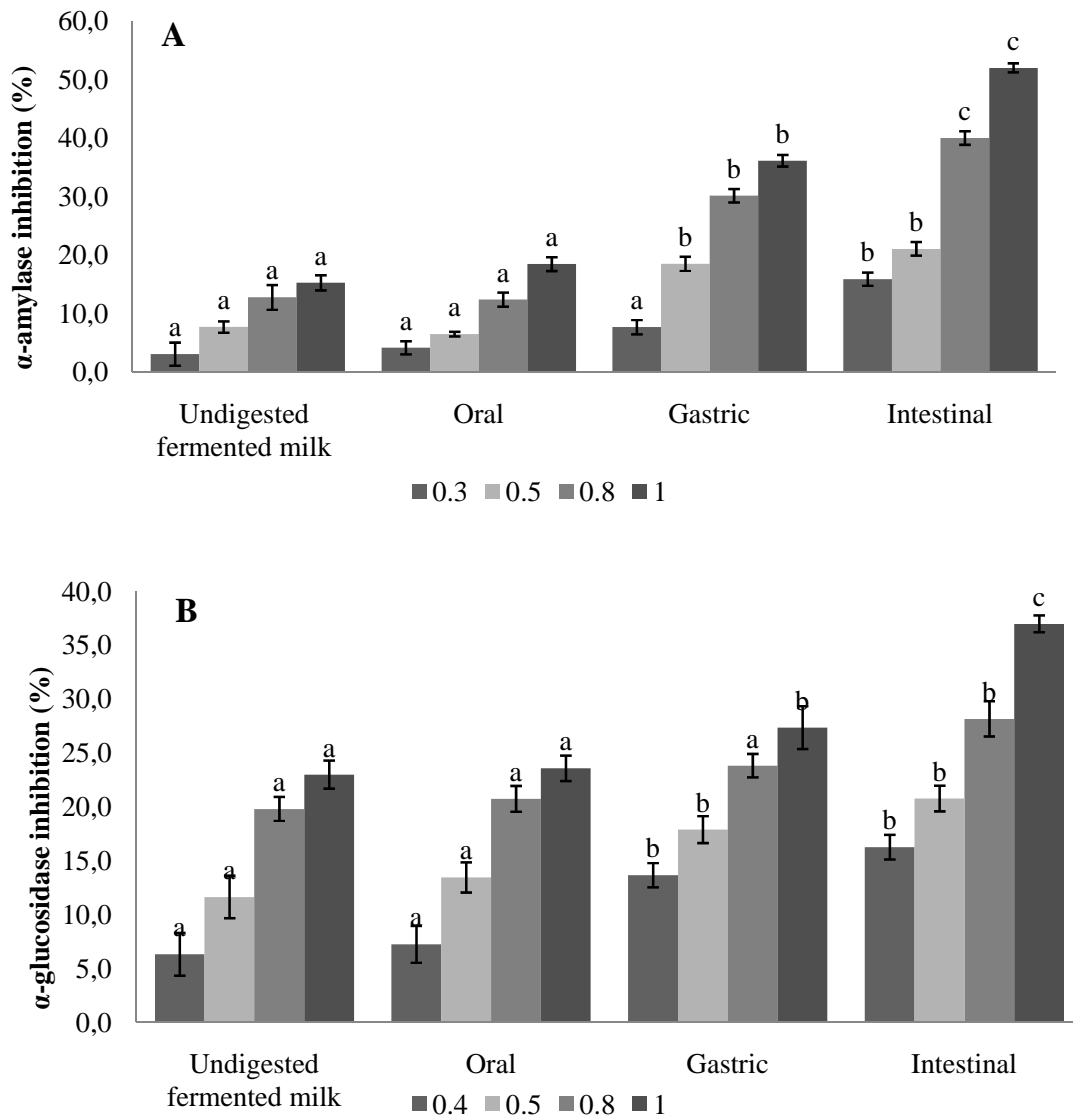 A
α-amylase inhibition (%)
60,0
50,0
40,0
30,0
20,0
10,0
0,0
a a a a
a a a a
a b b b
b b c c
Undigested
fermented milk
Oral
Gastric
Intestinal
0.3 0.5 0.8 1
B
α-glucosidase inhibition (%)
40,0
35,0
30,0
25,0
20,0
15,0
10,0
5,0
0,0
a a a a
a a a a
b b a b
b b b c
Undigested
fermented milk
Oral
Gastric
Intestinal
0.4 0.5 0.8 1